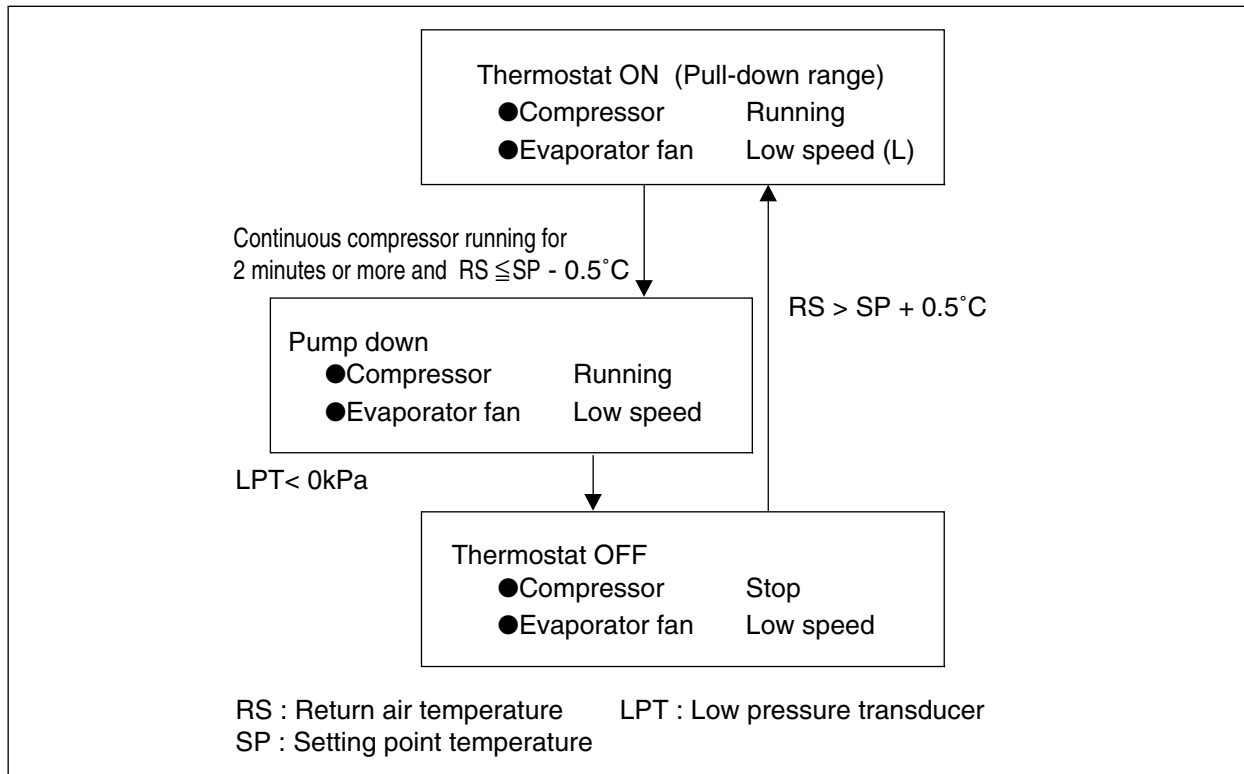 Thermostat ON (Pull-down range)
●Compressor Running
●Evaporator fan Low speed (L)
Continuous compressor running for
2 minutes or more and RS ≦SP - 0.5˚C
RS > SP + 0.5˚C
Pump down
●Compressor Running
●Evaporator fan Low speed
LPT< 0kPa
Thermostat OFF
●Compressor Stop
●Evaporator fan Low speed
RS : Return air temperature LPT : Low pressure transducer
SP : Setting point temperature